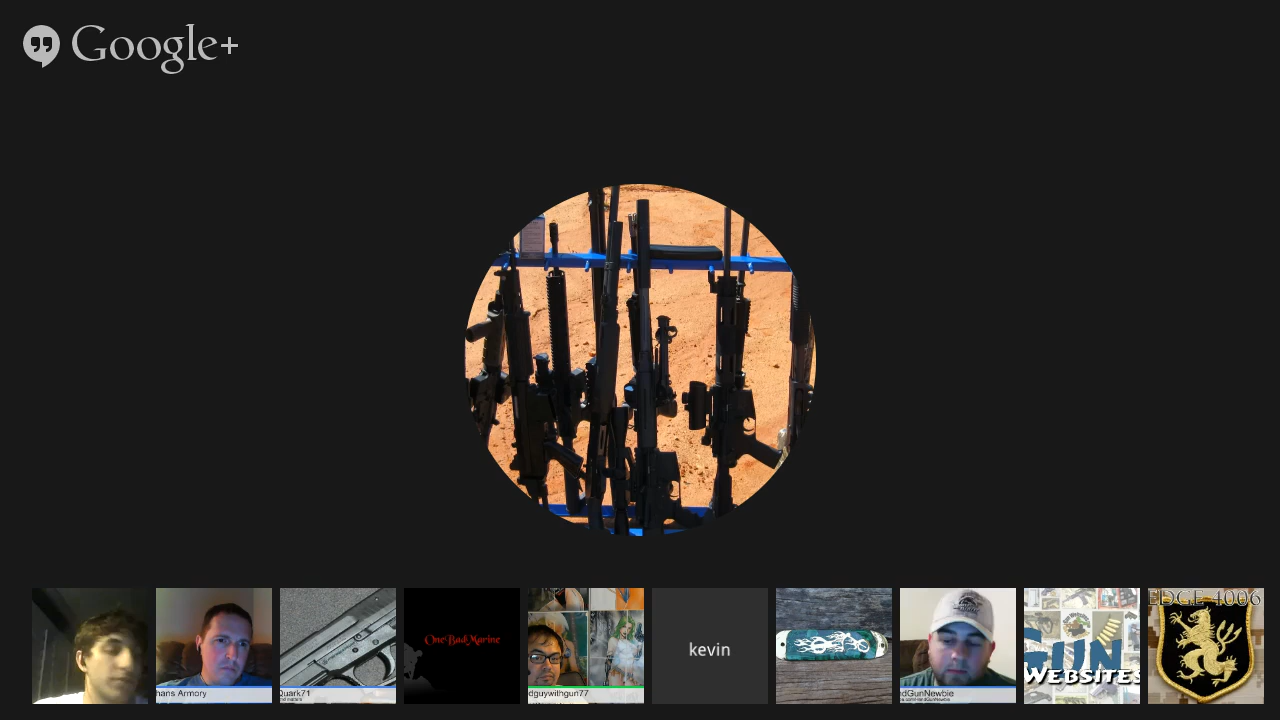 Google+
hans Armory
Quark71
One Bad Marine
dguywithgun77
kevin
dGunNewbie
GUN
WEBSITES
EDGE 4006